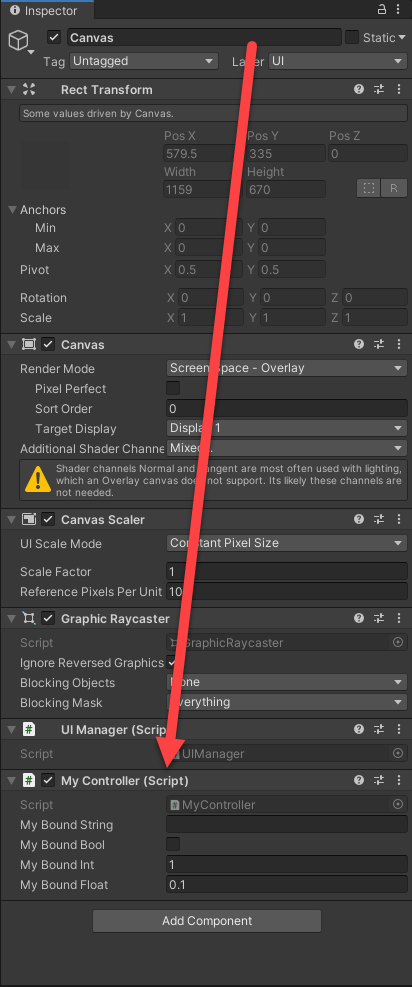 Inspector
Canvas Static
Tag Untagged Layer UI
Rect Transform
Some values driven by Canvas.
Pos X Pos Y Pos Z
579.5 335 0
Width Height
1159 670
R
Anchors
Min X 0 Y 0
Max X 0 Y 0
Pivot X 0.5 Y 0.5
Rotation X 0 Y 0 Z 0
Scale X 1 Y 1 Z 1
Canvas
Render Mode Screen Space - Overlay
Pixel Perfect
Sort Order 0
Target Display Display 1
Additional Shader Channe Mixed...
Shader channels Normal and Tangent are most often used with lighting,
which an Overlay canvas does not support. Its likely these channels are
not needed.
Canvas Scaler
UI Scale Mode Constant Pixel Size
Scale Factor 1
Reference Pixels Per Unit
Graphic Raycaster
Script GraphicRaycaster
Ignore Reversed Graphics
Blocking Objects None
Blocking Mask Everything
# UI Manager (Script)
Script UIManager
# My Controller (Script)
Script # MyController
My Bound String
My Bound Bool
My Bound Int 1
My Bound Float 0.1
Add Component